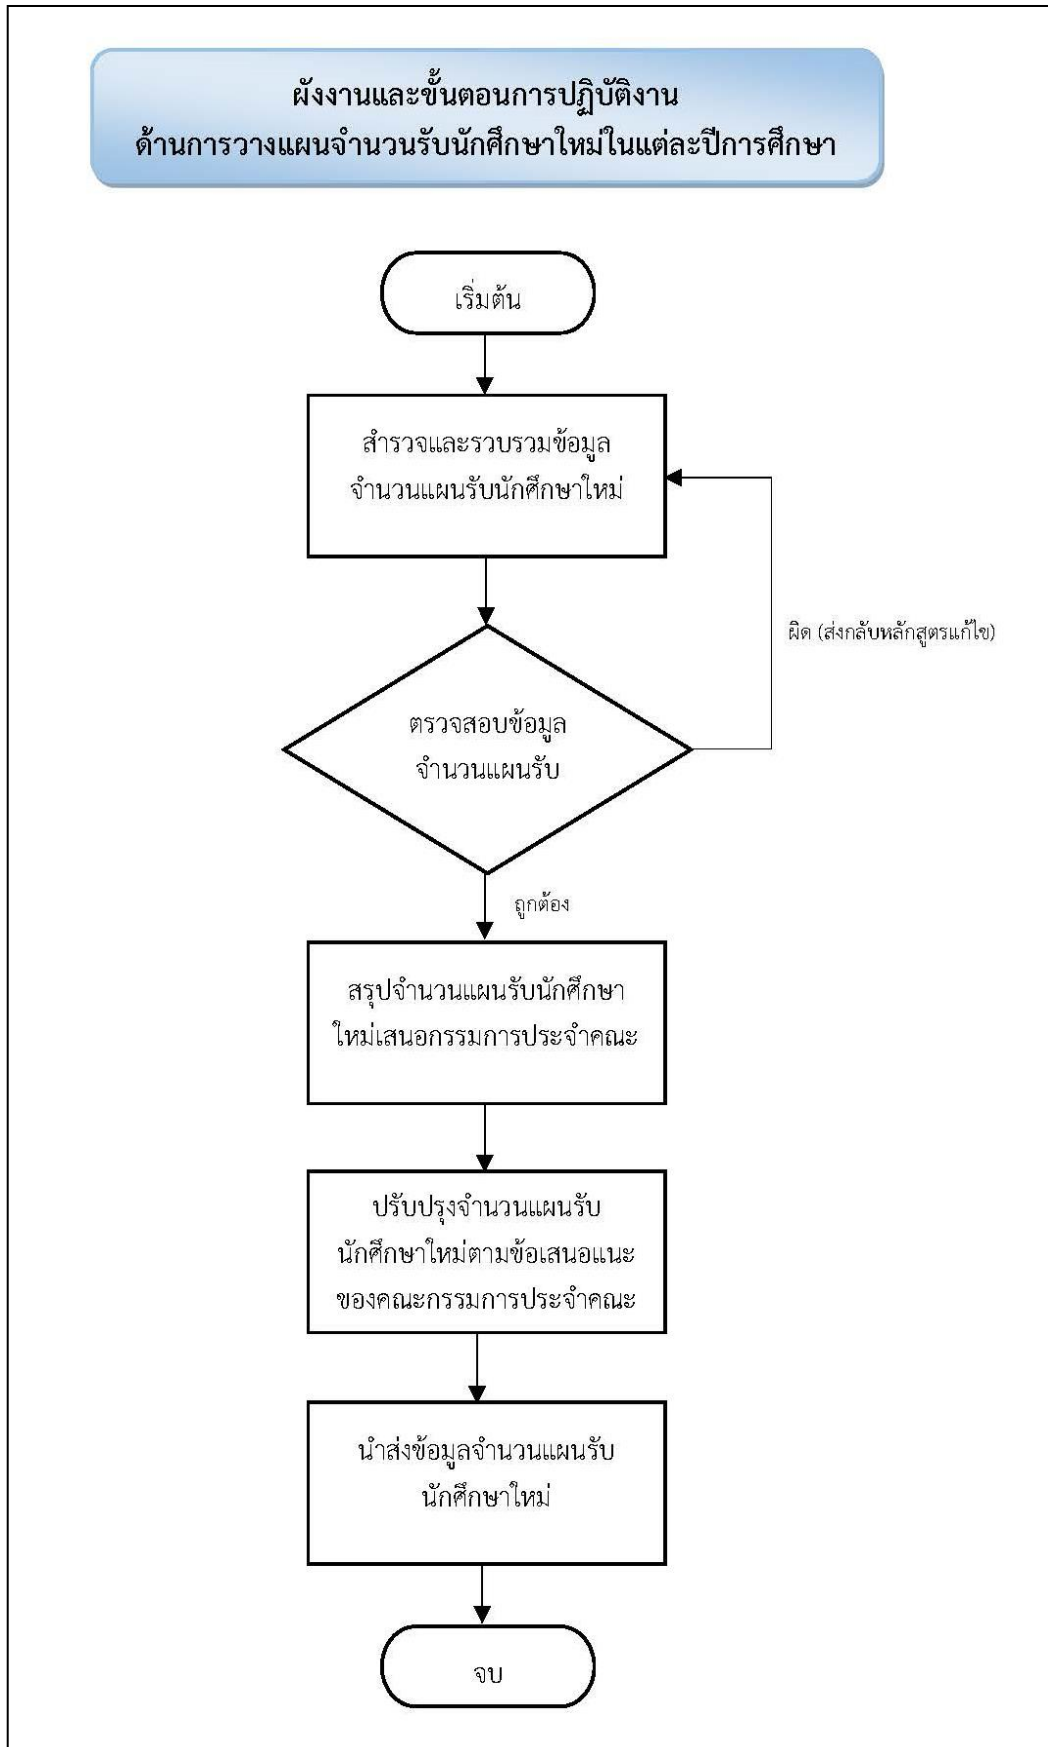 ผังงานและขั้นตอนการปฏิบัติงาน
ด้านการวางแผนจำนวนรับนักศึกษาใหม่ในแต่ละปีการศึกษา
เริ่มต้น
สำรวจและรวบรวมข้อมูล
จำนวนแผนรับนักศึกษาใหม่
ผิด (ส่งกลับหลักสูตรแก้ไข)
ตรวจสอบข้อมูล
จำนวนแผนรับ
ถูกต้อง
สรุปจำนวนแผนรับนักศึกษา
ใหม่เสนอกรรมการประจำคณะ
ปรับปรุงจำนวนแผนรับ
นักศึกษาใหม่ตามข้อเสนอแนะ
ของคณะกรรมการประจำคณะ
นำส่งข้อมูลจำนวนแผนรับ
นักศึกษาใหม่
จบ